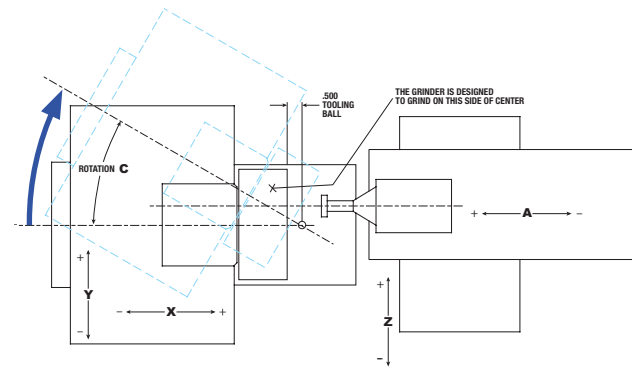 .500
TOOLING
BALL
THE GRINDER IS DESIGNED
TO GRIND ON THIS SIDE OF CENTER
ROTATION C
+ A –
+
Y
–
– X +
+
Z
–